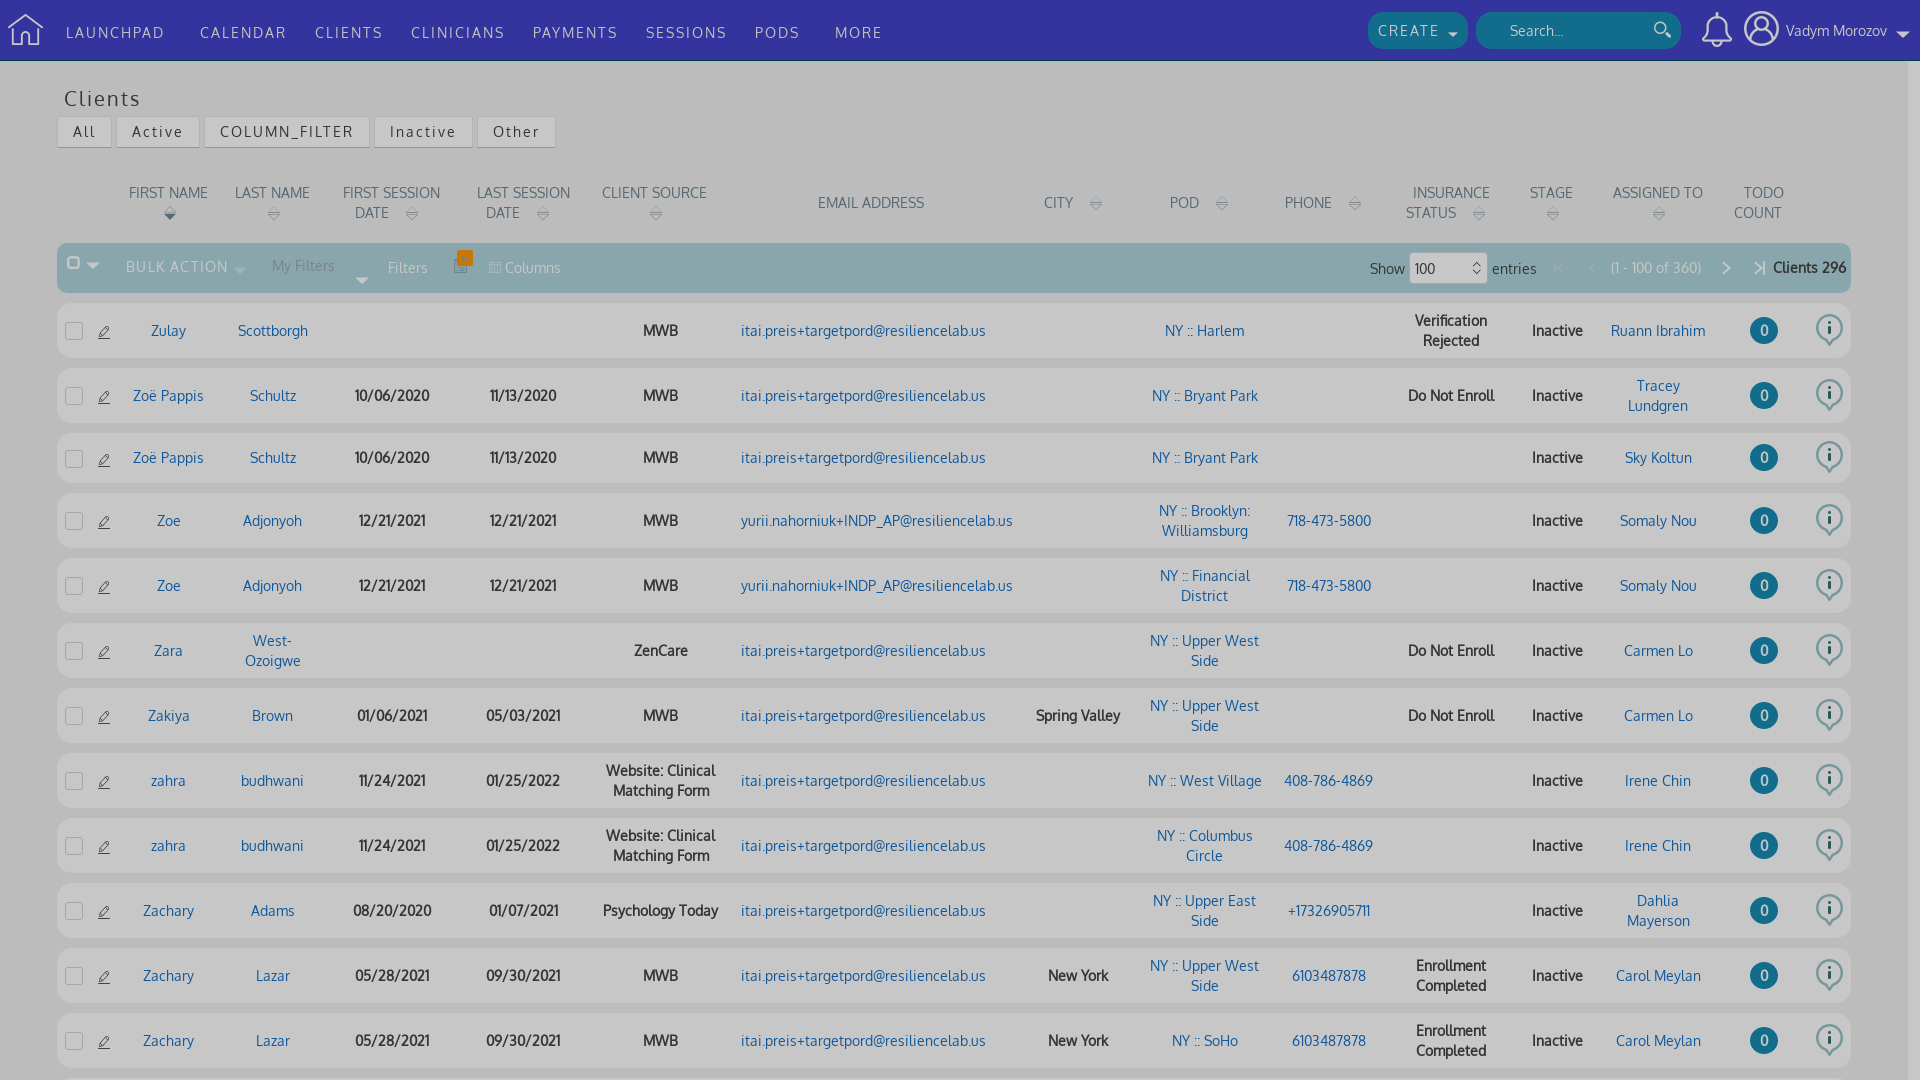 LAUNCHPAD CALENDAR CLIENTS CLINICIANS PAYMENTS SESSIONS PODS MORE CREATE Search... Vadym Morozov
Clients
All Active COLUMN_FILTER Inactive Other
FIRST NAME LAST NAME FIRST SESSION DATE LAST SESSION DATE CLIENT SOURCE EMAIL ADDRESS CITY POD PHONE INSURANCE STATUS STAGE ASSIGNED TO TODO COUNT
BULK ACTION My Filters Filters Columns Show 100 entries (1 - 100 of 360) Clients 296
Zulay Scottborgh MWB itai.preis+targetpord@resiliencelab.us NY :: Harlem Verification Rejected Inactive Ruann Ibrahim 0
Zoë Pappis Schultz 10/06/2020 11/13/2020 MWB itai.preis+targetpord@resiliencelab.us NY :: Bryant Park Do Not Enroll Inactive Tracey Lundgren 0
Zoë Pappis Schultz 10/06/2020 11/13/2020 MWB itai.preis+targetpord@resiliencelab.us NY :: Bryant Park Inactive Sky Koltun 0
Zoe Adjonyoh 12/21/2021 12/21/2021 MWB yurii.nahorniuk+INDP_AP@resiliencelab.us NY :: Brooklyn: Williamsburg 718-473-5800 Inactive Somaly Nou 0
Zoe Adjonyoh 12/21/2021 12/21/2021 MWB yurii.nahorniuk+INDP_AP@resiliencelab.us NY :: Financial District 718-473-5800 Inactive Somaly Nou 0
Zara West-Ozoigwe ZenCare itai.preis+targetpord@resiliencelab.us NY :: Upper West Side Do Not Enroll Inactive Carmen Lo 0
Zakiya Brown 01/06/2021 05/03/2021 MWB itai.preis+targetpord@resiliencelab.us Spring Valley NY :: Upper West Side Do Not Enroll Inactive Carmen Lo 0
zahra budhwani 11/24/2021 01/25/2022 Website: Clinical Matching Form itai.preis+targetpord@resiliencelab.us NY :: West Village 408-786-4869 Inactive Irene Chin 0
zahra budhwani 11/24/2021 01/25/2022 Website: Clinical Matching Form itai.preis+targetpord@resiliencelab.us NY :: Columbus Circle 408-786-4869 Inactive Irene Chin 0
Zachary Adams 08/20/2020 01/07/2021 Psychology Today itai.preis+targetpord@resiliencelab.us NY :: Upper East Side +17326905711 Inactive Dahlia Mayerson 0
Zachary Lazar 05/28/2021 09/30/2021 MWB itai.preis+targetpord@resiliencelab.us New York NY :: Upper West Side 6103487878 Enrollment Completed Inactive Carol Meylan 0
Zachary Lazar 05/28/2021 09/30/2021 MWB itai.preis+targetpord@resiliencelab.us New York NY :: SoHo 6103487878 Enrollment Completed Inactive Carol Meylan 0